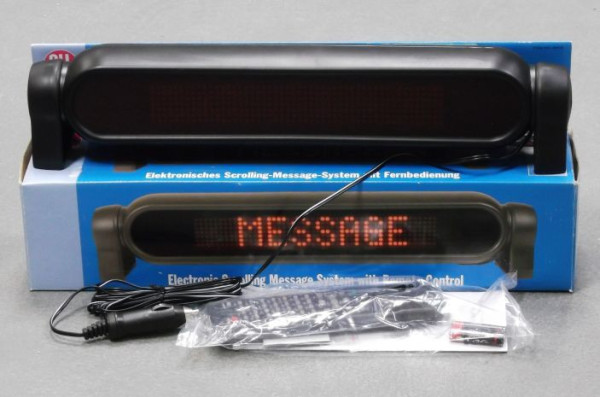 Elektronisches Scrolling-Message-System mit Fernbedienung
MESSAGE
Electronic Scrolling Message System with Remote Control